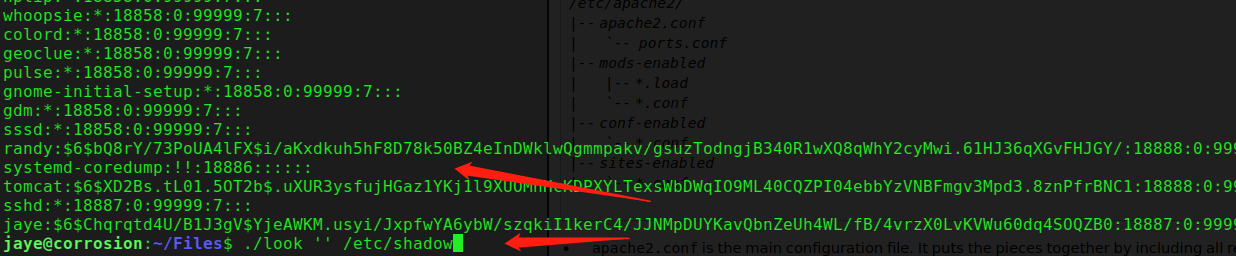 whoopsie:*:18858:0:99999:7:::
colord:*:18858:0:99999:7:::
geoclue:*:18858:0:99999:7:::
pulse:*:18858:0:99999:7:::
gnome-initial-setup:*:18858:0:99999:7:::
gdm:*:18858:0:99999:7:::
sssd:*:18858:0:99999:7:::
randy:$6$bQ8rY/73PoUA4lFX$i/aKxdkuh5hF8D78k50BZ4eInDWklwQgmmpakv/gsuzTodngjB340R1wXQ8qWhY2cyMwi.61HJ36qXGvFHJGY/:18888:0:999
systemd-coredump:!!:18886::::::
tomcat:$6$XD2Bs.tL01.5OT2b$.uXUR3ysfujHGaz1YKj1l9XUOMhhcKDPXYLTexsWbDWqIO9ML40CQZPI04ebbYzVNBFmgv3Mpd3.8znPfrBNC1:18888:0:9
sshd:*:18887:0:99999:7:::
jaye:$6$Chqrqtd4U/B1J3gV$YjeAWKM.usyi/JxpfwYA6ybW/szqkiI1kerC4/JJNMpDUYKavQbnZeUh4WL/fB/4vrzX0LvKVWu60dq4SOQZB0:18887:0:9999
jaye@corrosion:~/Files$ ./look '' /etc/shadow
/etc/apache2/
|-- apache2.conf
|   `-- ports.conf
|-- mods-enabled
|   |-- *.load
|   `-- *.conf
|-- conf-enabled
|-- sites-enabled
• apache2.conf is the main configuration file. It puts the pieces together by including all re